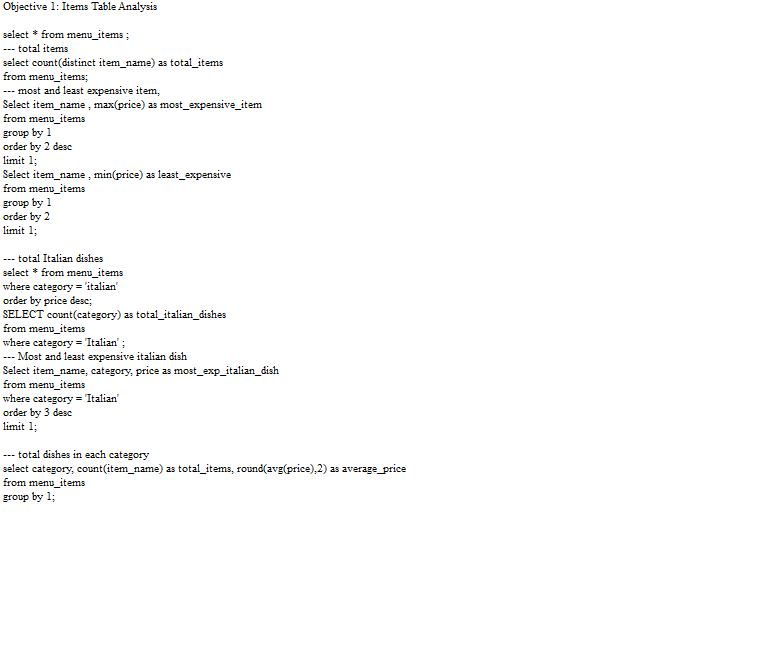 Objective 1: Items Table Analysis
select * from menu_items ;
--- total items
select count(distinct item_name) as total_items
from menu_items;
--- most and least expensive item,
Select item_name , max(price) as most_expensive_item
from menu_items
group by 1
order by 2 desc
limit 1;
Select item_name , min(price) as least_expensive
from menu_items
group by 1
order by 2
limit 1;
--- total Italian dishes
select * from menu_items
where category = 'italian'
order by price desc;
SELECT count(category) as total_italian_dishes
from menu_items
where category = 'Italian' ;
--- Most and least expensive italian dish
Select item_name, category, price as most_exp_italian_dish
from menu_items
where category = 'Italian'
order by 3 desc
limit 1;
--- total dishes in each category
select category, count(item_name) as total_items, round(avg(price),2) as average_price
from menu_items
group by 1;